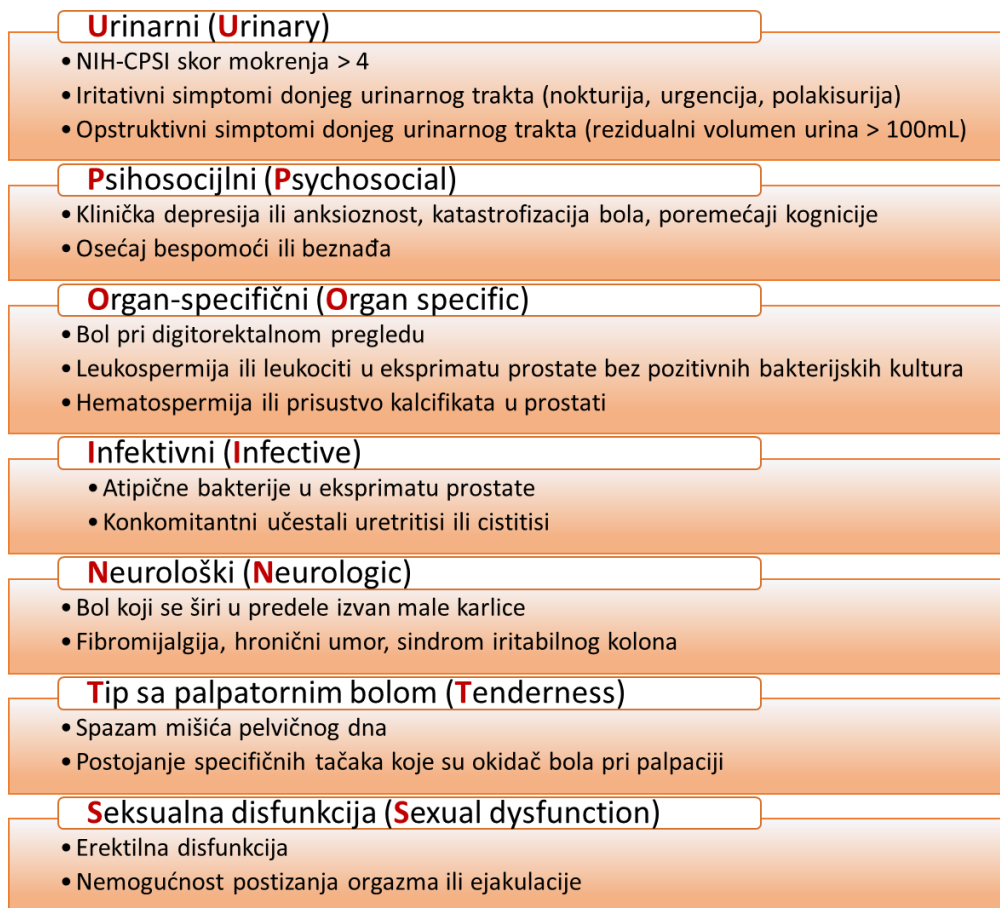 Urinarni (Urinary)
• NIH-CPSI skor mokrenja > 4
• Iritativni simptomi donjeg urinarnog trakta (nokturija, urgencija, polakisurija)
• Opstruktivni simptomi donjeg urinarnog trakta (rezidualni volumen urina > 100mL)
Psihosocijlni (Psychosocial)
• Klinička depresija ili anksioznost, katastrofizacija bola, poremećaji kognicije
• Osećaj bespomoći ili beznađa
Organ-specifični (Organ specific)
• Bol pri digitorektalnom pregledu
• Leukospermija ili leukociti u eksprimatu prostate bez pozitivnih bakterijskih kultura
• Hematospermija ili prisustvo kalcifikata u prostati
Infektivni (Infective)
• Atipične bakterije u eksprimatu prostate
• Konkomitantni učestali uretritisi ili cistitisi
Neurološki (Neurologic)
• Bol koji se širi u predele izvan male karlice
• Fibromijalgija, hronični umor, sindrom iritabilnog kolona
Tip sa palpatornim bolom (Tenderness)
• Spazam mišića pelvičnog dna
• Postojanje specifičnih tačaka koje su okidač bola pri palpaciji
Seksualna disfunkcija (Sexual dysfunction)
• Erektilna disfunkcija
• Nemogućnost postizanja orgazma ili ejakulacije